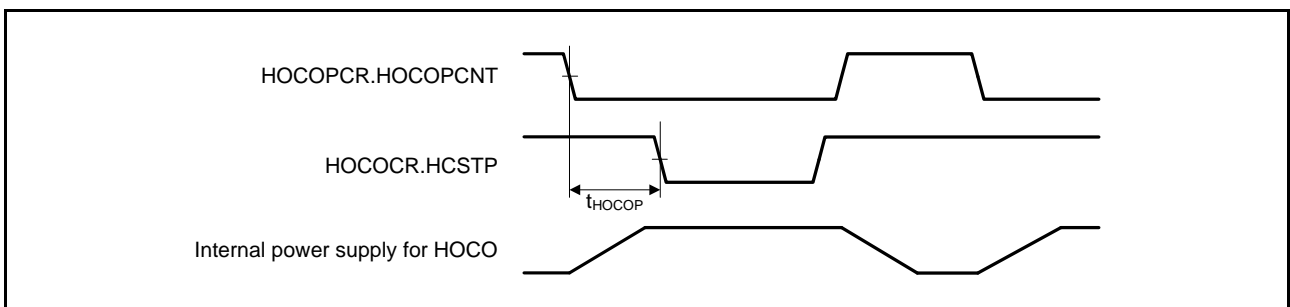 HOCOPCR.HOCOPCNT
HOCOCR.HCSTP
tHOCOP
Internal power supply for HOCO